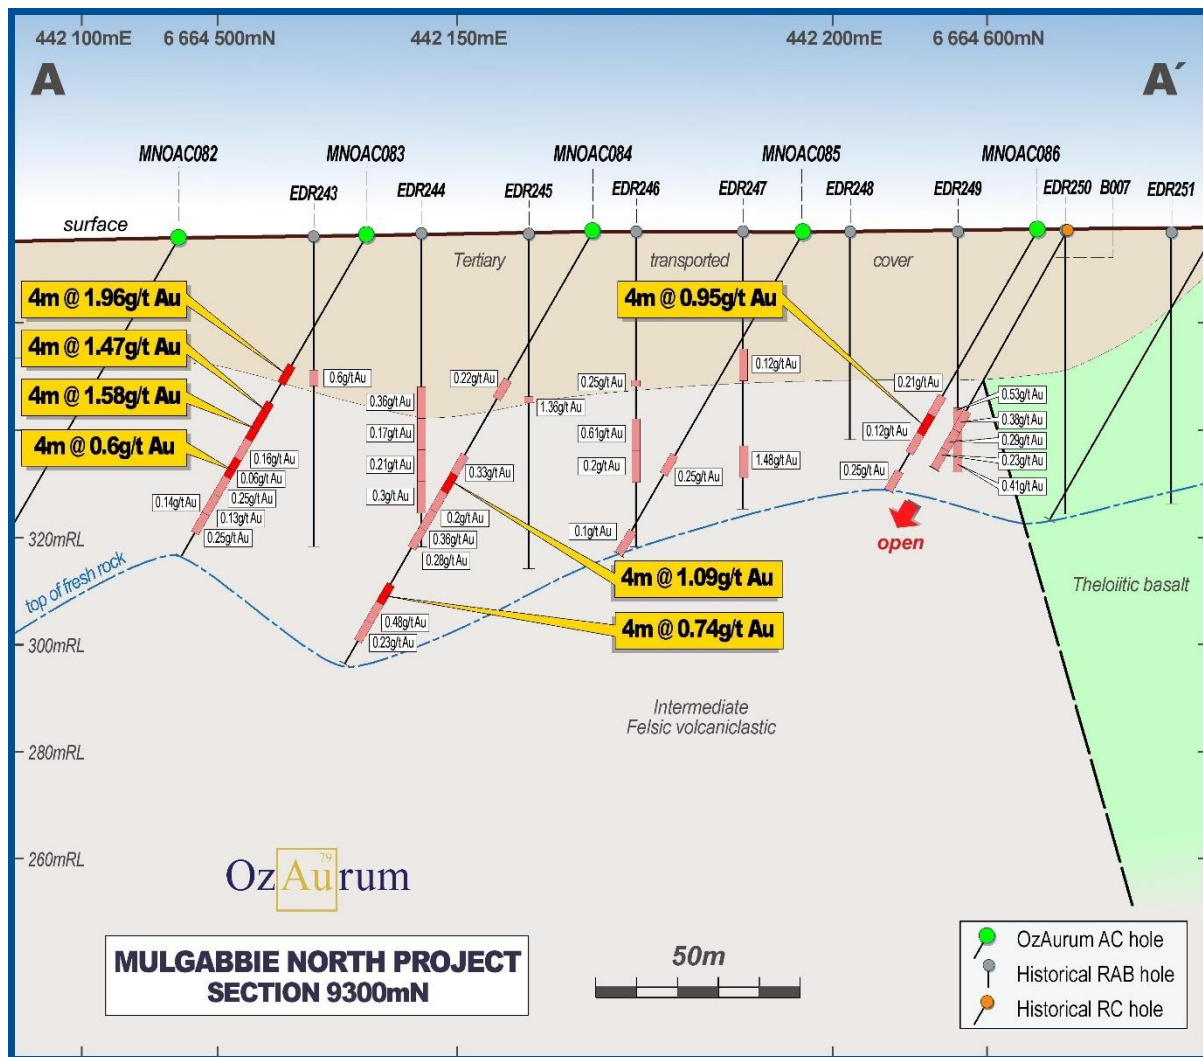 442 100mE
6 664 500mN
442 150mE
442 200mE
6 664 600mN
A
A´
MNOAC082
MNOAC083
MNOAC084
MNOAC085
MNOAC086
EDR243
EDR244
EDR245
EDR246
EDR247
EDR248
EDR249
EDR250
B007
EDR251
surface
Tertiary
transported
cover
4m @ 1.96g/t Au
4m @ 0.95g/t Au
4m @ 1.47g/t Au
4m @ 1.58g/t Au
4m @ 0.6g/t Au
0.6g/t Au
0.36g/t Au
0.17g/t Au
0.21g/t Au
0.3g/t Au
0.22g/t Au
1.36g/t Au
0.25g/t Au
0.61g/t Au
0.2g/t Au
0.12g/t Au
1.48g/t Au
0.21g/t Au
0.12g/t Au
0.25g/t Au
0.53g/t Au
0.38g/t Au
0.29g/t Au
0.23g/t Au
0.41g/t Au
0.16g/t Au
0.06g/t Au
0.14g/t Au
0.25g/t Au
0.13g/t Au
0.25g/t Au
0.33g/t Au
0.25g/t Au
0.2g/t Au
0.36g/t Au
0.28g/t Au
0.1g/t Au
320mRL
open
top of fresh rock
4m @ 1.09g/t Au
Theloiitic basalt
4m @ 0.74g/t Au
0.48g/t Au
0.23g/t Au
300mRL
Intermediate
Felsic volcaniclastic
280mRL
260mRL
79
OzAurum
MULGABBIE NORTH PROJECT
SECTION 9300mN
50m
OzAurum AC hole
Historical RAB hole
Historical RC hole